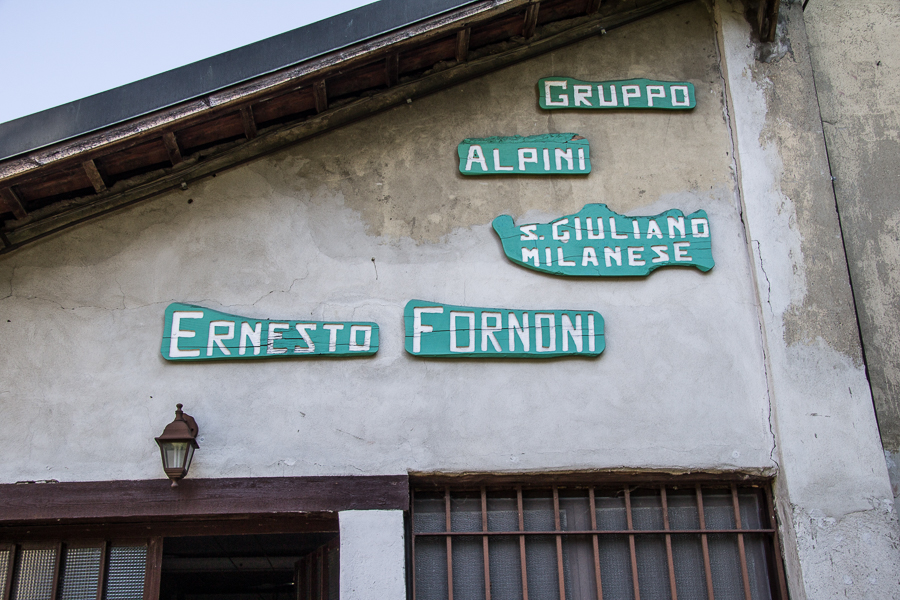 GRUPPO
ALPINI
S. GIULIANO
MILANESE
ERNESTO FORNONI